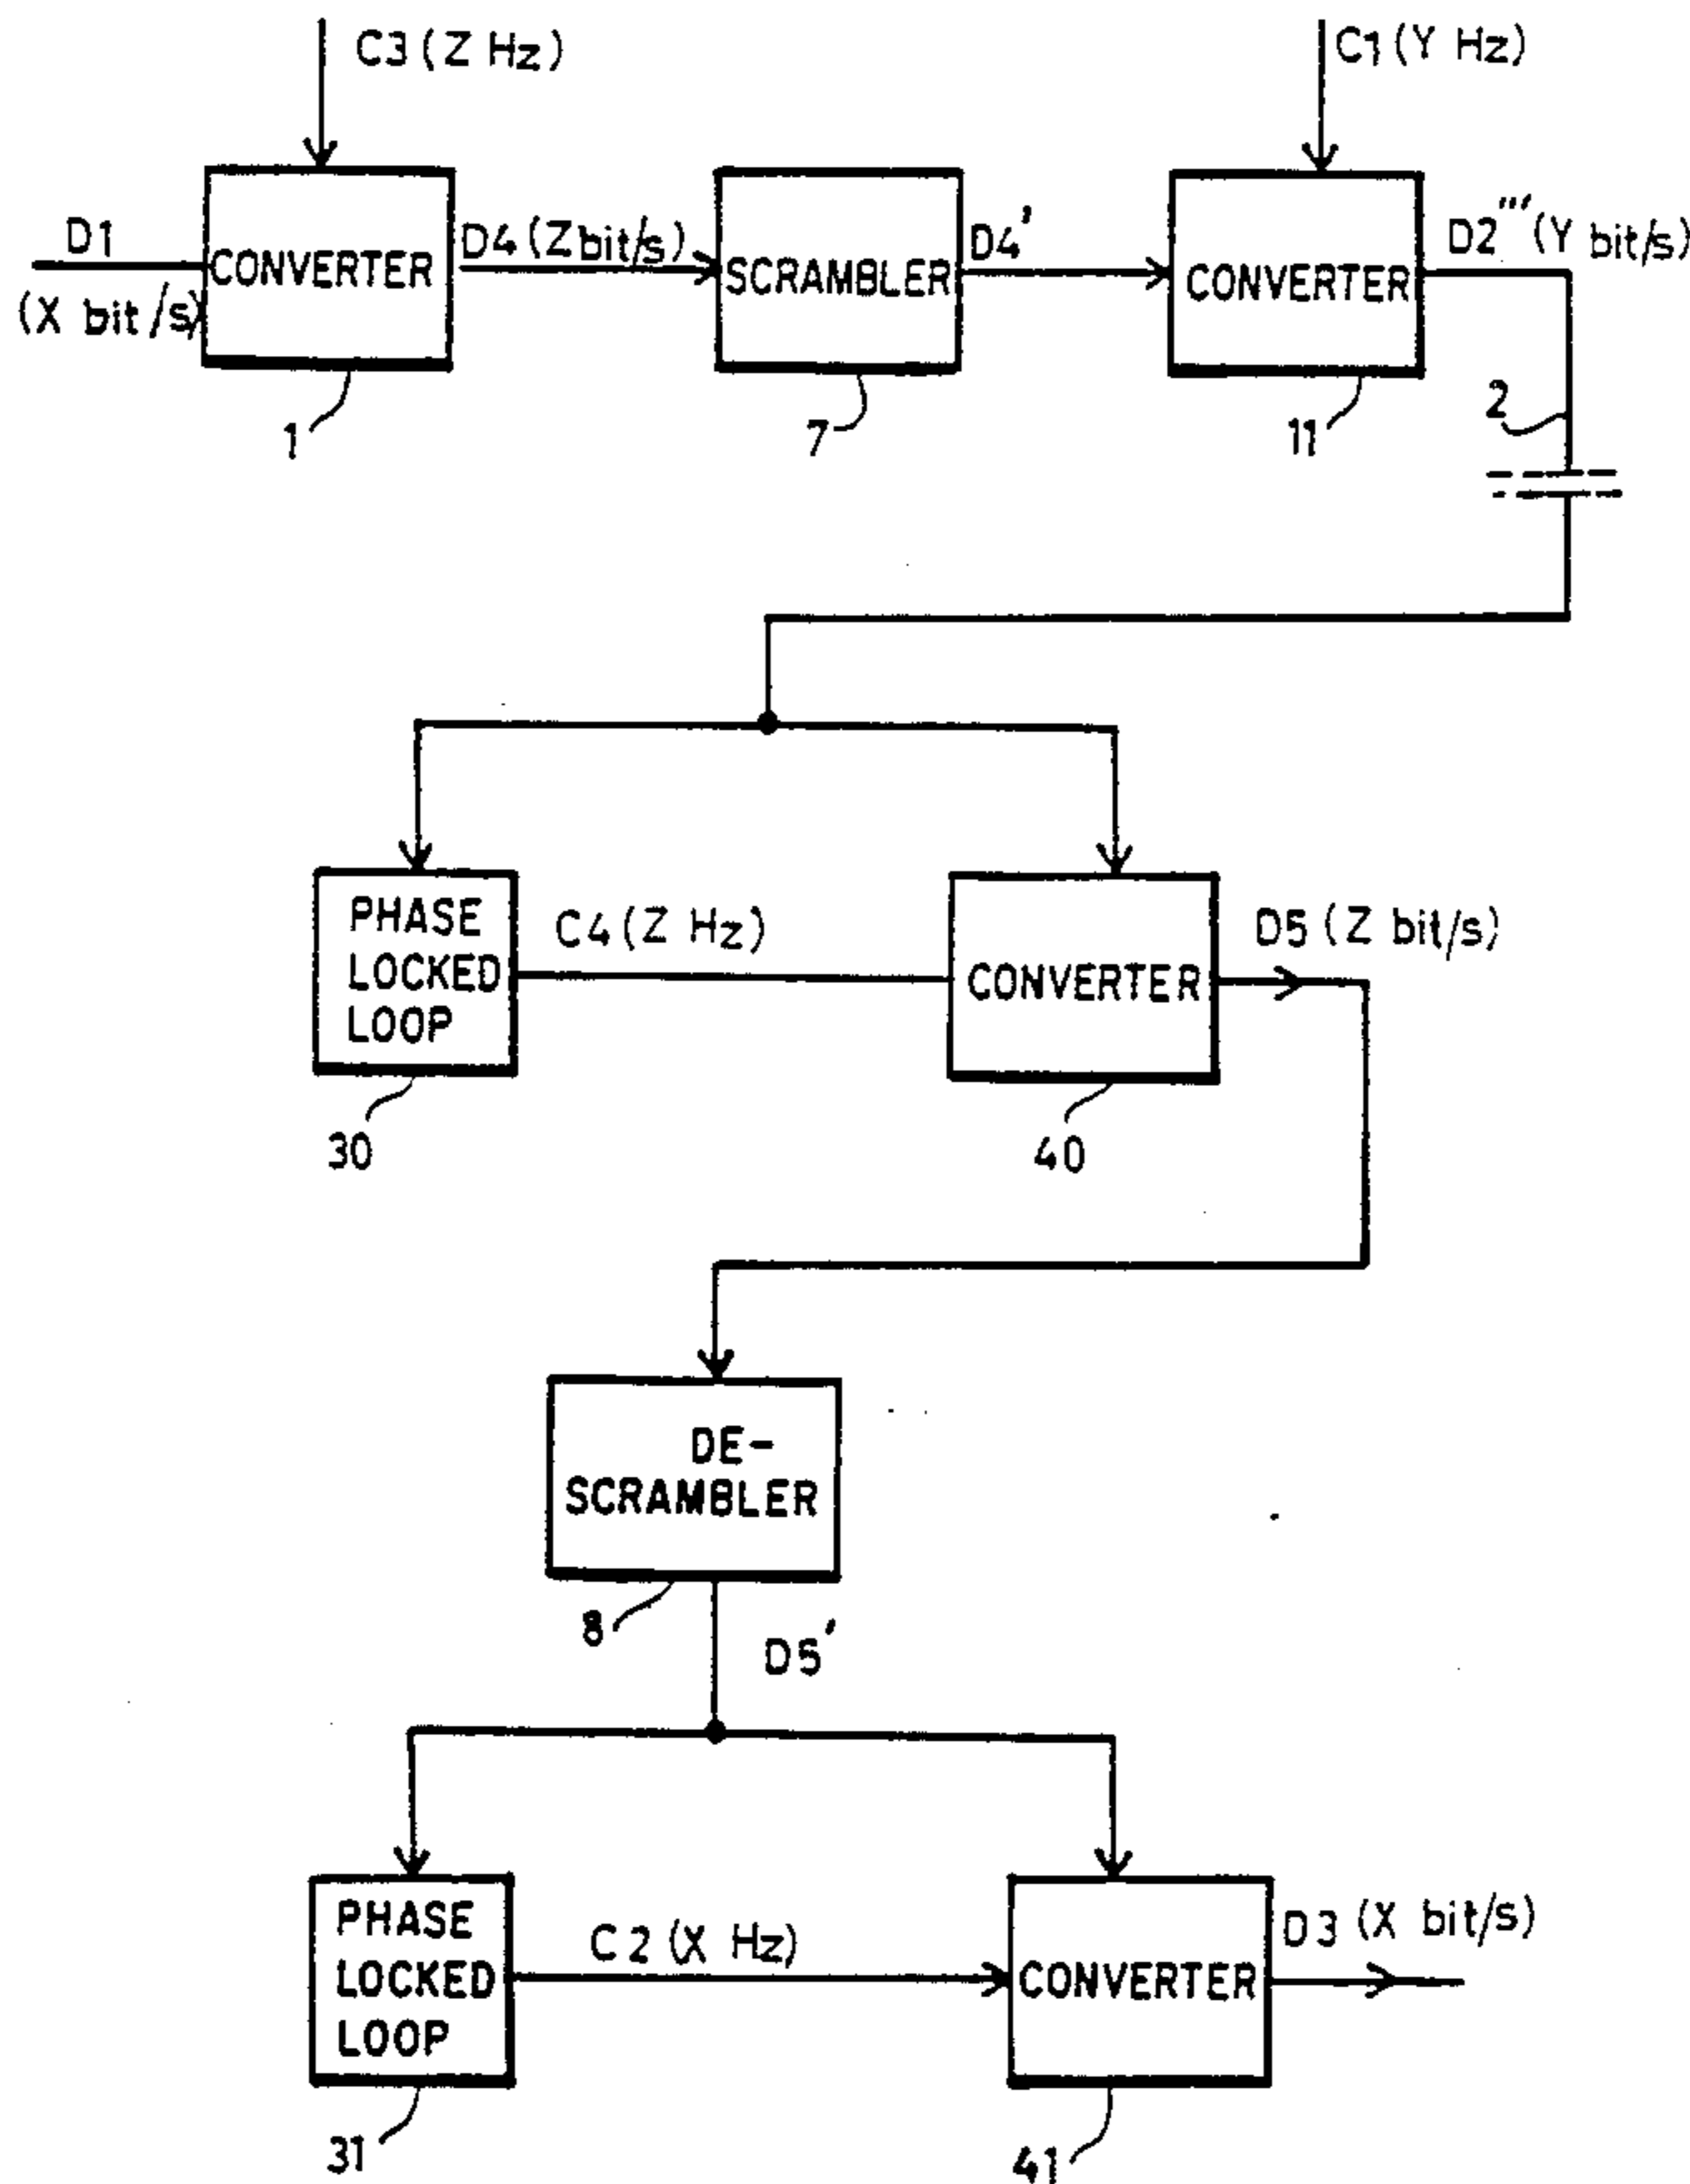 C3 (Z Hz)
C1 (Y Hz)
D1
(X bit/s)
CONVERTER
D4 (Z bit/s)
SCRAMBLER
D4'
CONVERTER
D2''' (Y bit/s)
1
7
11
2
PHASE
LOCKED
LOOP
C4 (Z Hz)
CONVERTER
D5 (Z bit/s)
30
40
DE-
SCRAMBLER
8
D5'
PHASE
LOCKED
LOOP
C2 (X Hz)
CONVERTER
D3 (X bit/s)
31
41